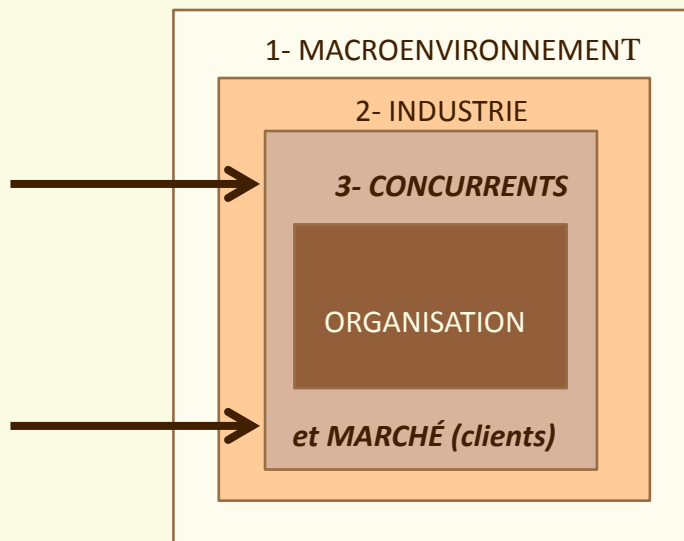 1- MACROENVIRONNEMENT
2- INDUSTRIE
3- CONCURRENTS
ORGANISATION
et MARCHÉ (clients)